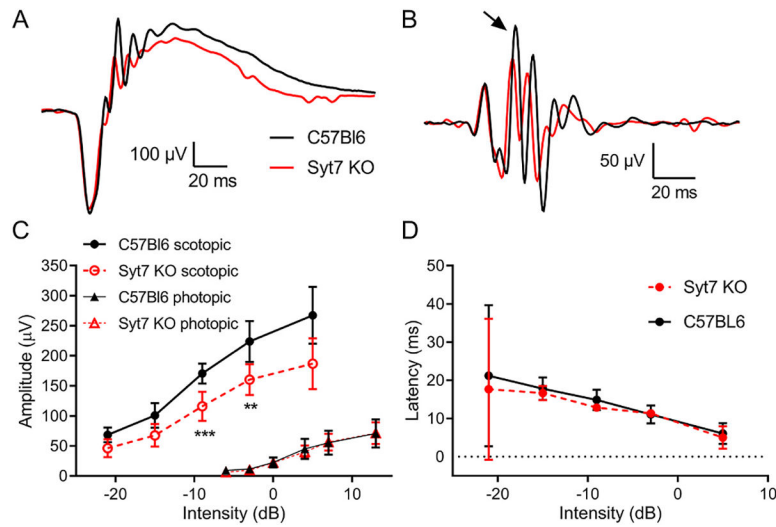 A
C57Bl6
Syt7 KO
100 µV
20 ms
B
50 µV
20 ms
C
C57Bl6 scotopic
Syt7 KO scotopic
C57Bl6 photopic
Syt7 KO photopic
Amplitude (µV)
350
300
250
200
150
100
50
0
***
**
-20
-10
0
10
Intensity (dB)
D
Syt7 KO
C57BL6
Latency (ms)
50
40
30
20
10
0
-20
-10
0
10
Intensity (dB)